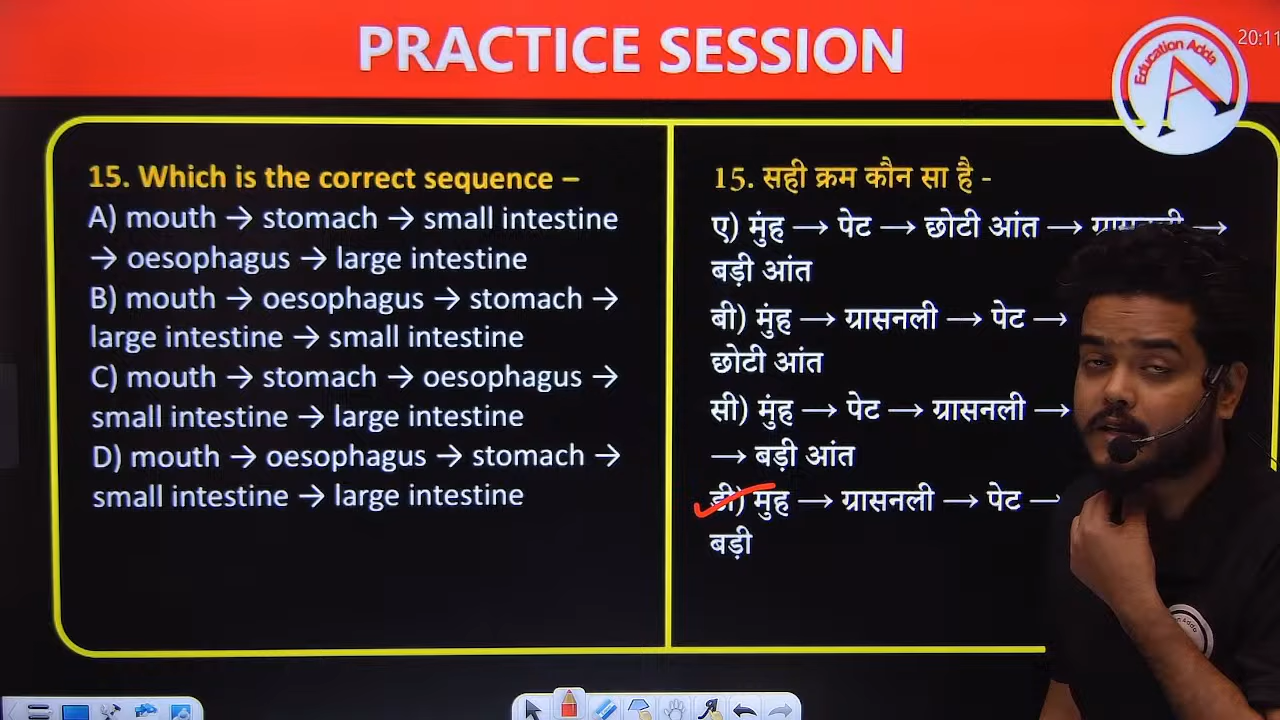 PRACTICE SESSION
Education Adda
A
20:11
15. Which is the correct sequence –
A) mouth → stomach → small intestine
→ oesophagus → large intestine
B) mouth → oesophagus → stomach →
large intestine → small intestine
C) mouth → stomach → oesophagus →
small intestine → large intestine
D) mouth → oesophagus → stomach →
small intestine → large intestine
15. सही क्रम कौन सा है -
ए) मुंह → पेट → छोटी आंत → ग्रासनली →
बड़ी आंत
बी) मुंह → ग्रासनली → पेट →
छोटी आंत
सी) मुंह → पेट → ग्रासनली →
→ बड़ी आंत
डी) मुंह → ग्रासनली → पेट →
बड़ी